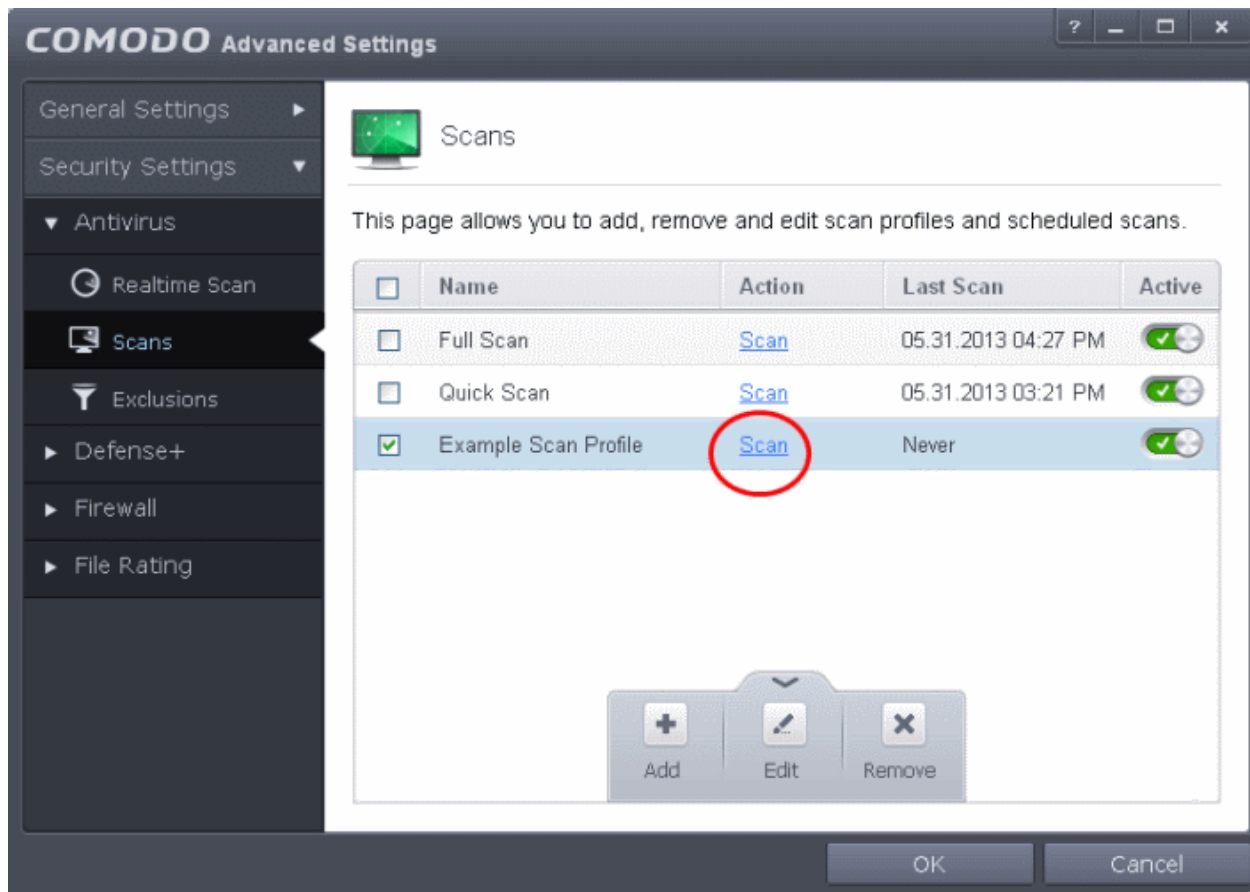 COMODO Advanced Settings
?
General Settings
Security Settings
Antivirus
Realtime Scan
Scans
Exclusions
Defense+
Firewall
File Rating
Scans
This page allows you to add, remove and edit scan profiles and scheduled scans.
Name Action Last Scan Active
Full Scan Scan 05.31.2013 04:27 PM
Quick Scan Scan 05.31.2013 03:21 PM
Example Scan Profile Scan Never
Add Edit Remove
OK Cancel